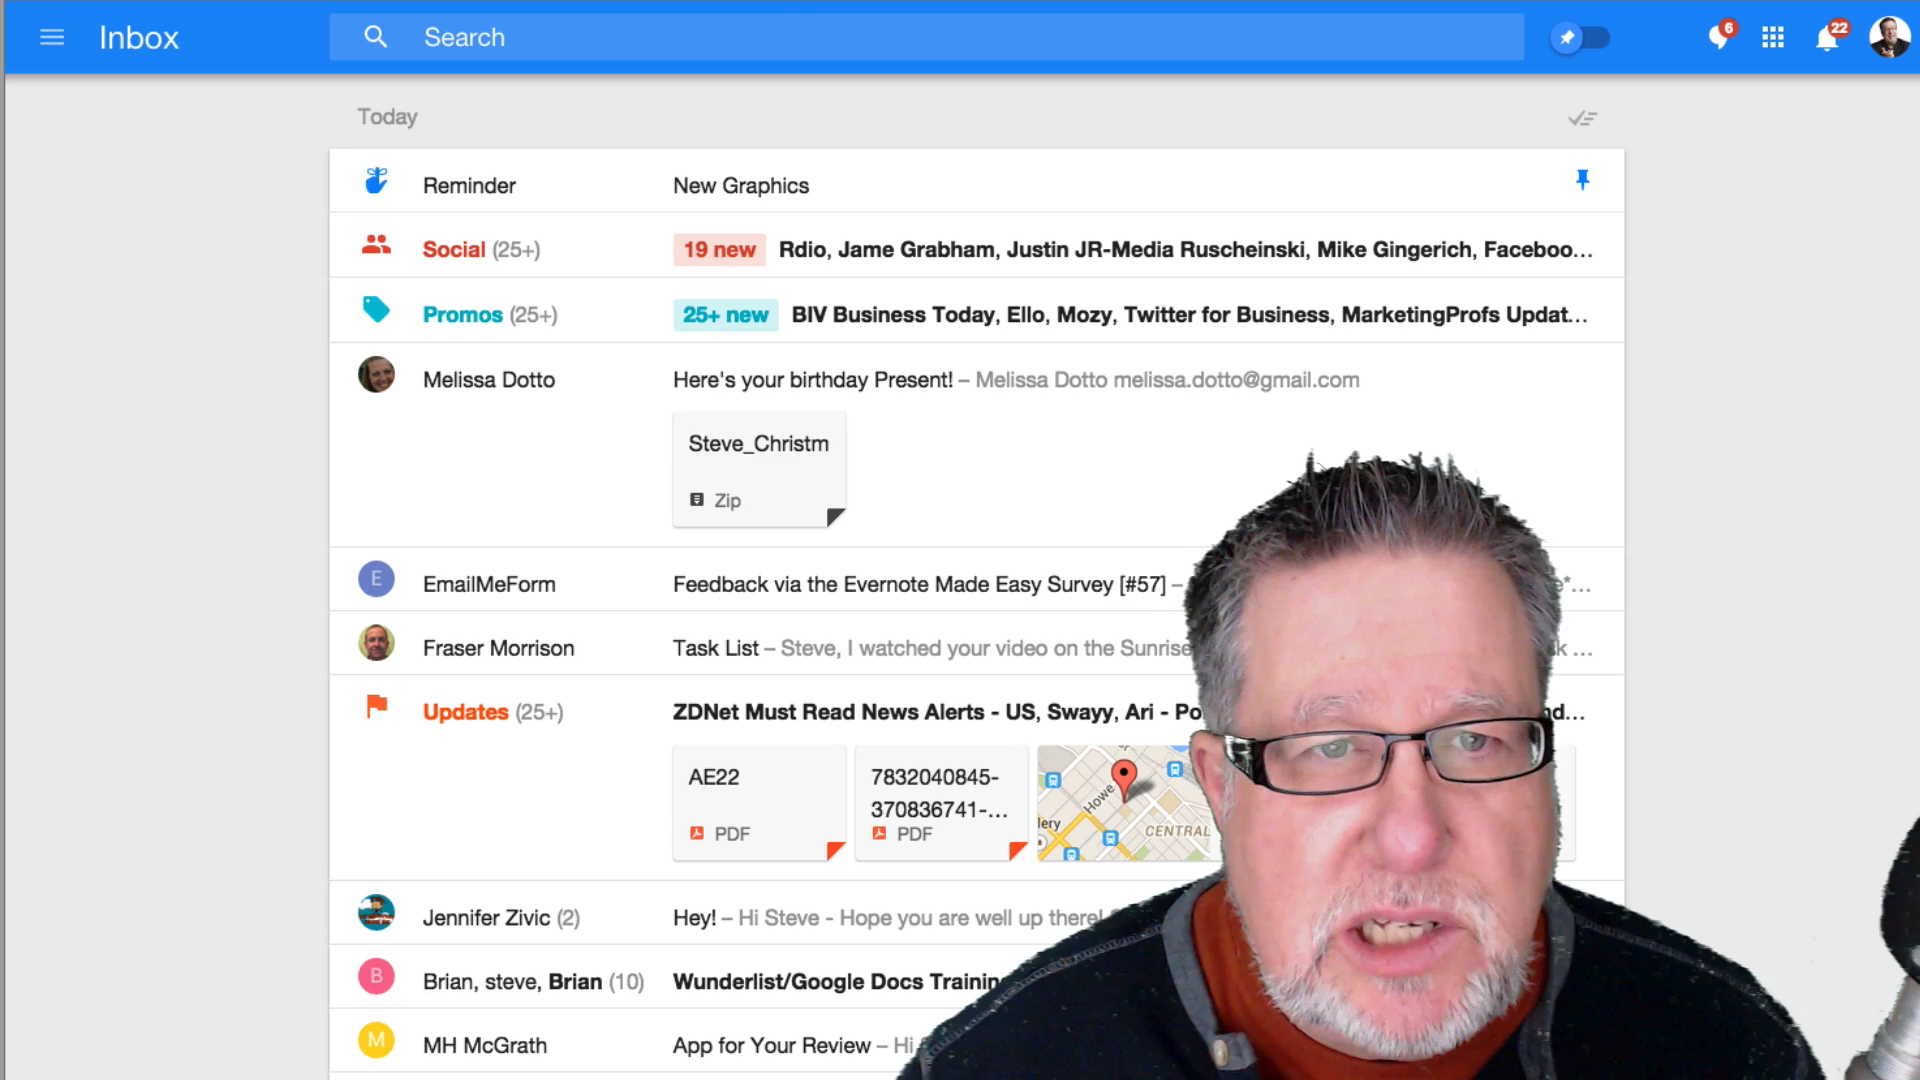 Inbox Search 6 22
Today
Reminder New Graphics
Social (25+) 19 new Rdio, Jame Grabham, Justin JR-Media Ruscheinski, Mike Gingerich, Faceboo...
Promos (25+) 25+ new BIV Business Today, Ello, Mozy, Twitter for Business, MarketingProfs Updat...
Melissa Dotto Here's your birthday Present! – Melissa Dotto melissa.dotto@gmail.com
Steve_Christm
Zip
E EmailMeForm Feedback via the Evernote Made Easy Survey [#57] – e*...
Fraser Morrison Task List – Steve, I watched your video on the Sunrise k ...
Updates (25+) ZDNet Must Read News Alerts - US, Swayy, Ari - Po nd...
AE22
PDF
7832040845-
370836741-...
PDF
Howe
lery
CENTRAL
Jennifer Zivic (2) Hey! – Hi Steve - Hope you are well up there!
B Brian, steve, Brian (10) Wunderlist/Google Docs Trainin
M MH McGrath App for Your Review – Hi